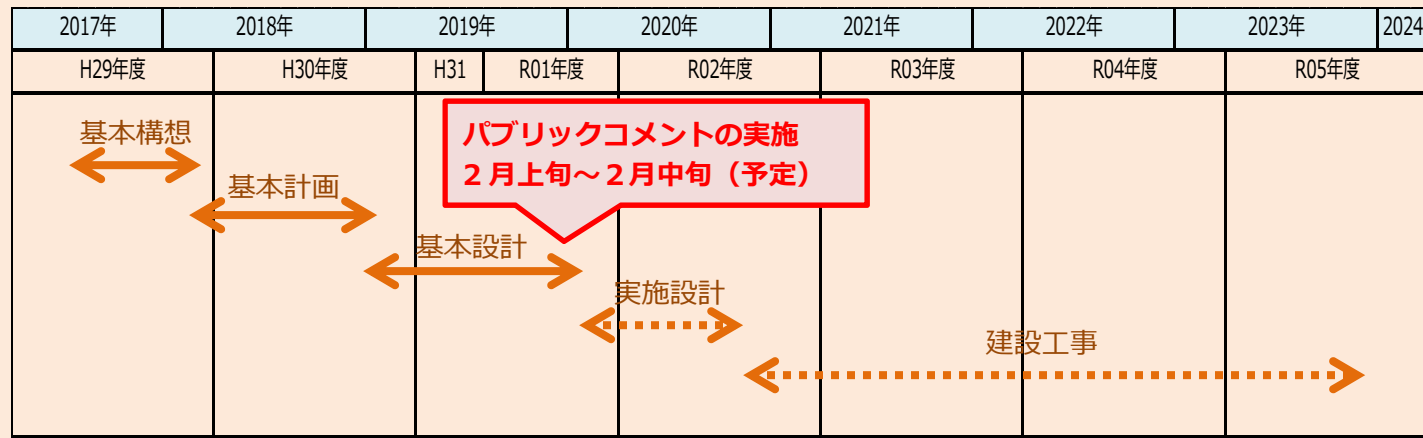 2017年 2018年 2019年 2020年 2021年 2022年 2023年 2024
H29年度 H30年度 H31 R01年度 R02年度 R03年度 R04年度 R05年度
パブリックコメントの実施
２月上旬～２月中旬（予定）
基本構想
基本計画
基本設計
実施設計
建設工事